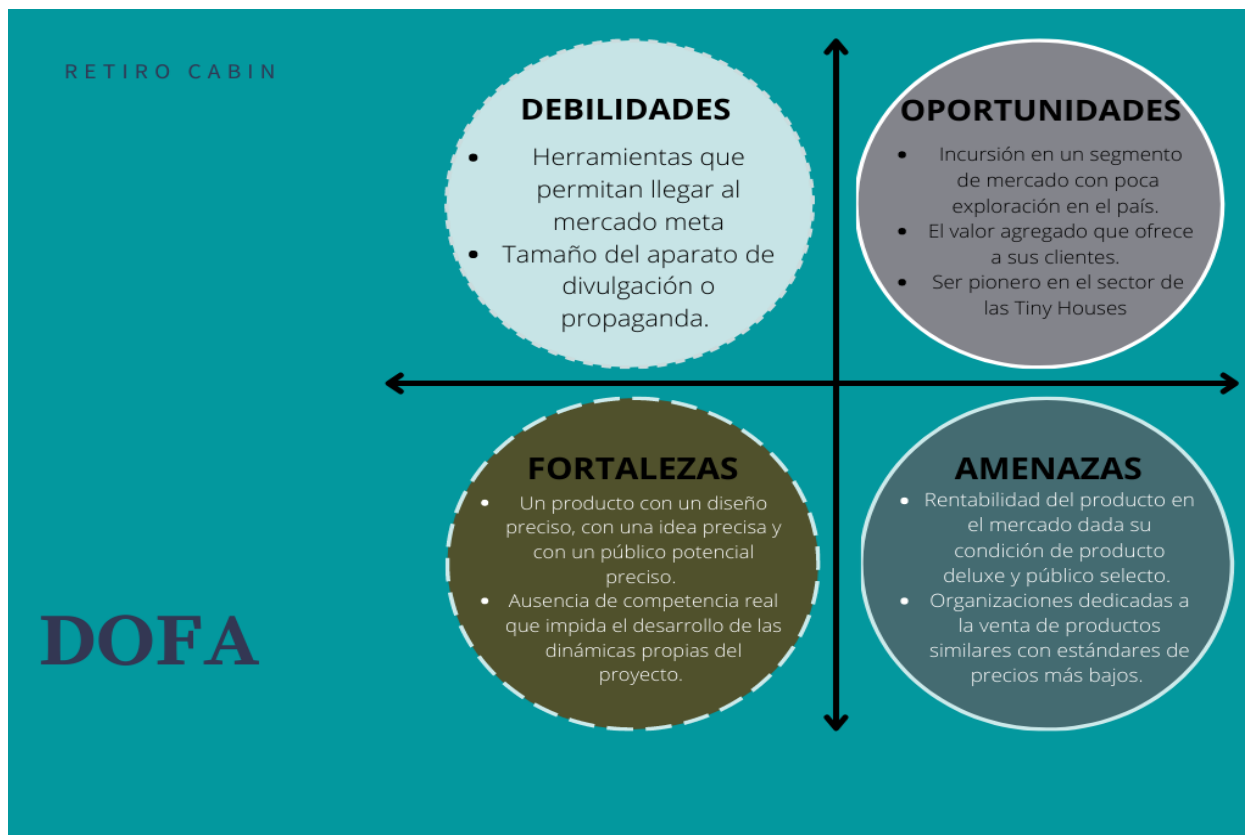 RETIRO CABIN
DEBILIDADES
• Herramientas que
permitan llegar al
mercado meta
• Tamaño del aparato de
divulgación o
propaganda.
OPORTUNIDADES
• Incursión en un segmento
de mercado con poca
exploración en el país.
• El valor agregado que ofrece
a sus clientes.
• Ser pionero en el sector de
las Tiny Houses
FORTALEZAS
• Un producto con un diseño
preciso, con una idea precisa y
con un público potencial
preciso.
• Ausencia de competencia real
que impida el desarrollo de las
dinámicas propias del
proyecto.
AMENAZAS
• Rentabilidad del producto en
el mercado dada su
condición de producto
deluxe y público selecto.
• Organizaciones dedicadas a
la venta de productos
similares con estándares de
precios más bajos.
DOFA